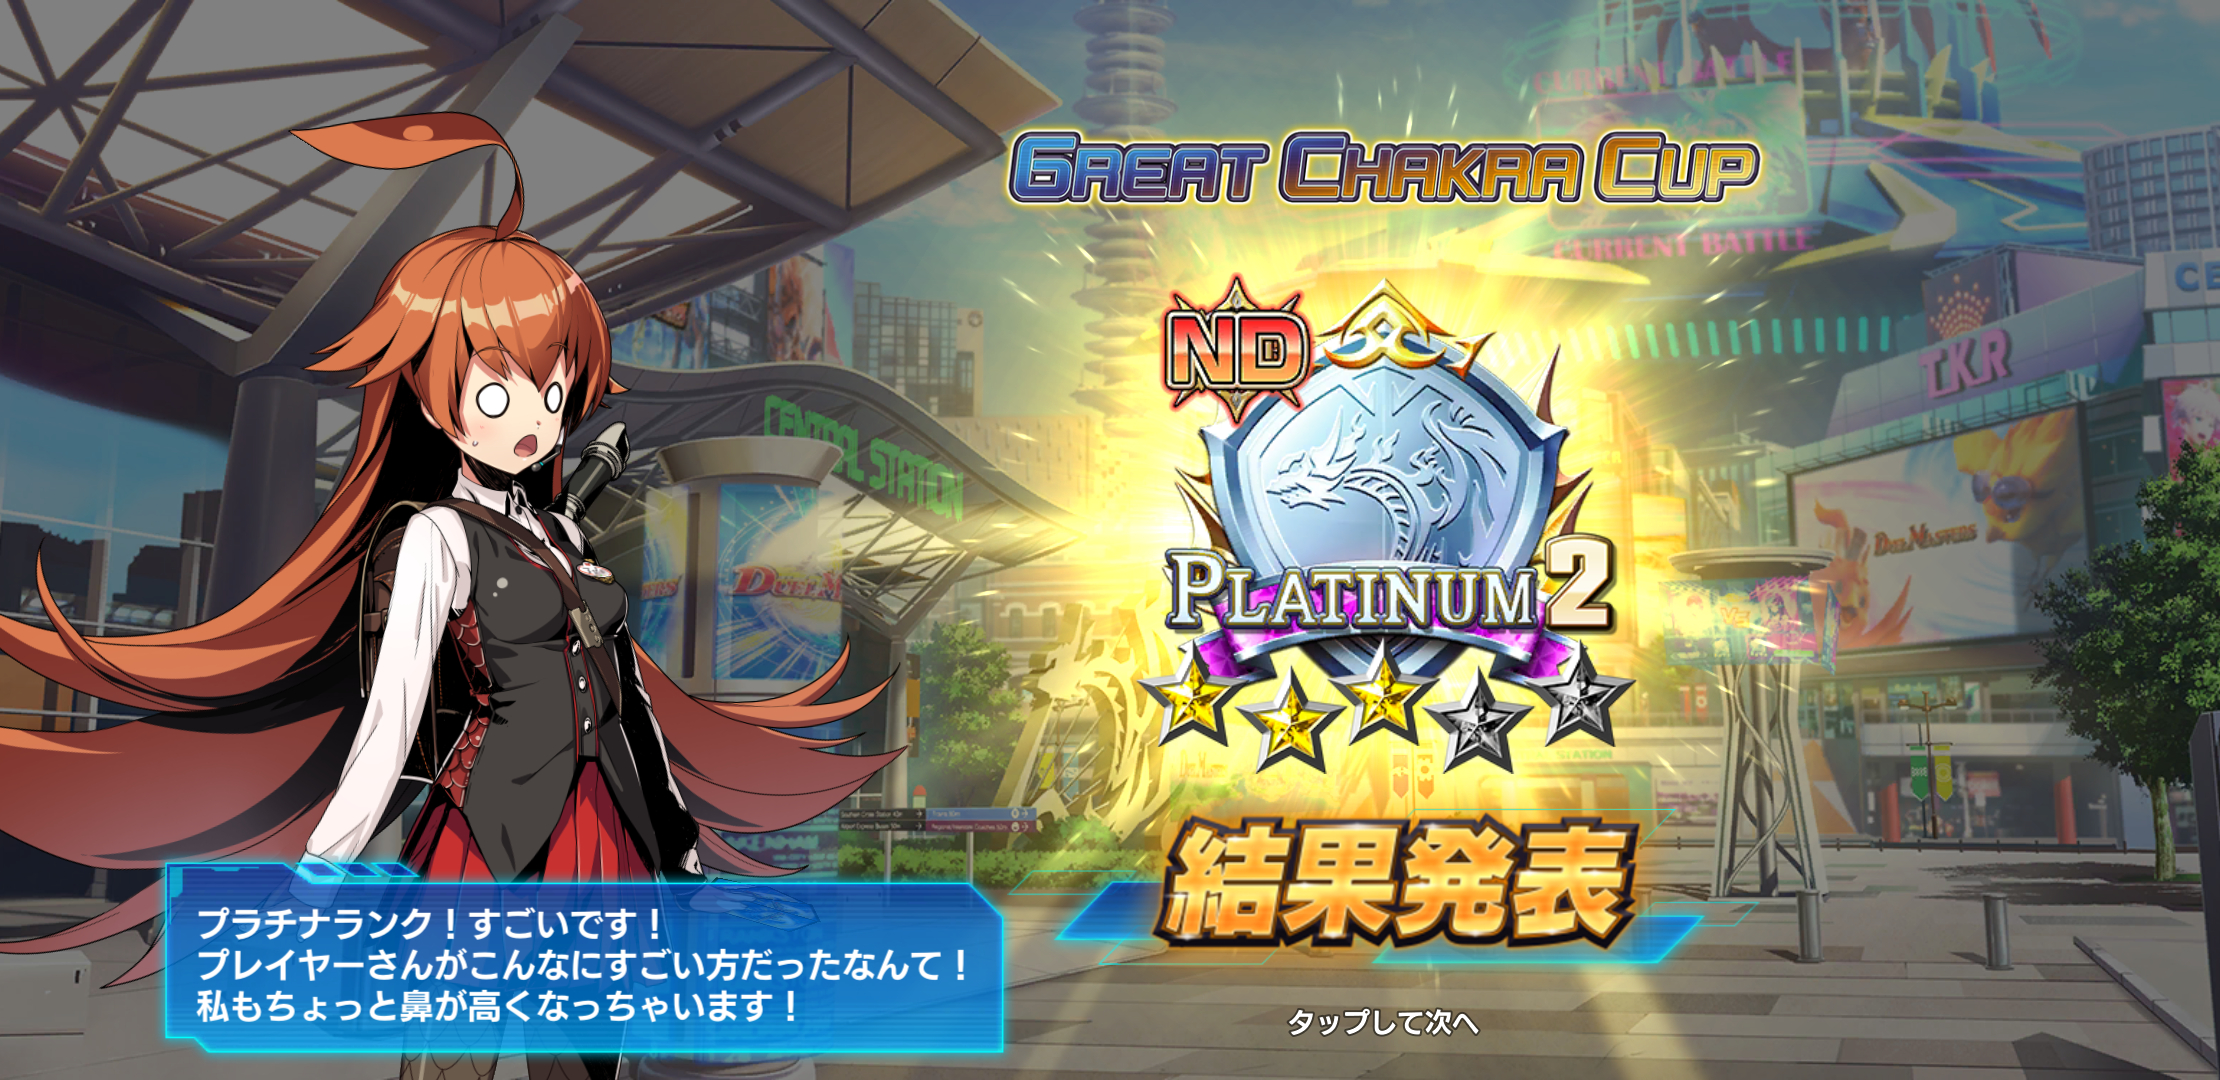 GREAT CHAKRA CUP
CURRENT BATTLE
ND
PLATINUM 2
CENTRAL STATION
TKR
DUEL MASTERS
結果発表
プラチナランク！すごいです！
プレイヤーさんがこんなにすごい方だったなんて！
私もちょっと鼻が高くなっちゃいます！
タップして次へ